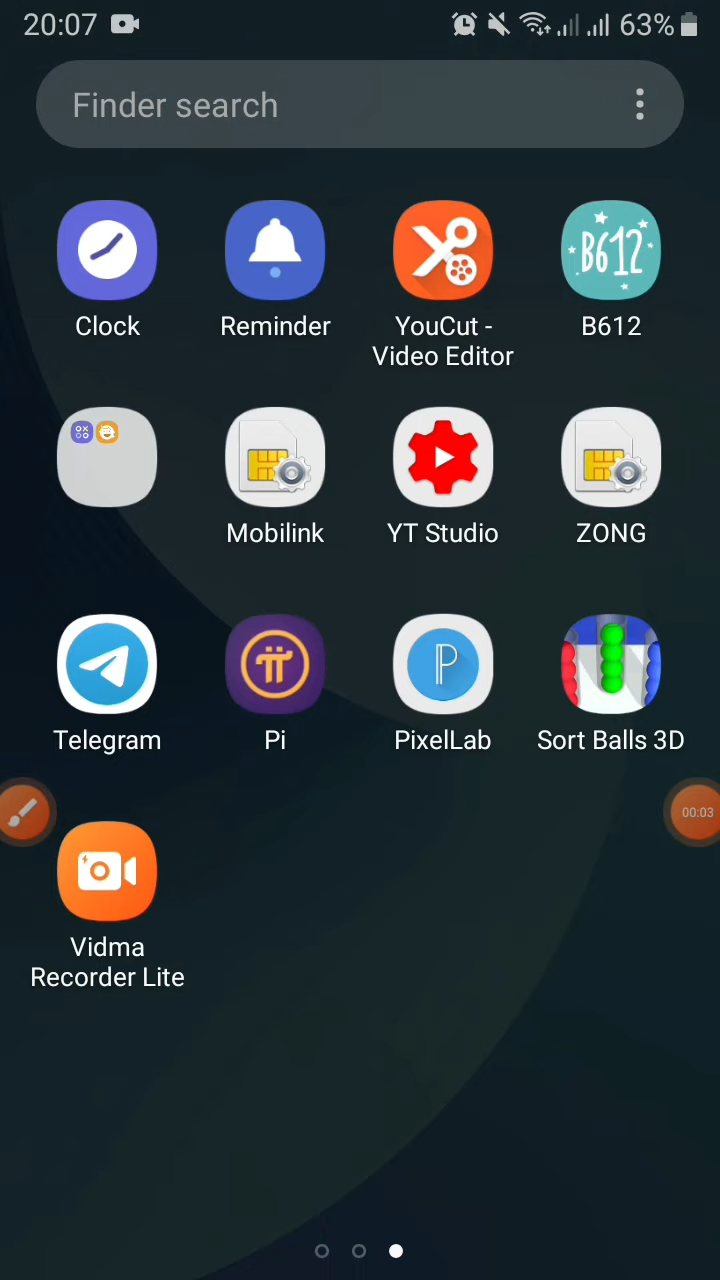 20:07 63%
Finder search
Clock Reminder YouCut - B612
Video Editor
B612
Mobilink YT Studio ZONG
Telegram Pi PixelLab Sort Balls 3D
P
00:03
Vidma
Recorder Lite